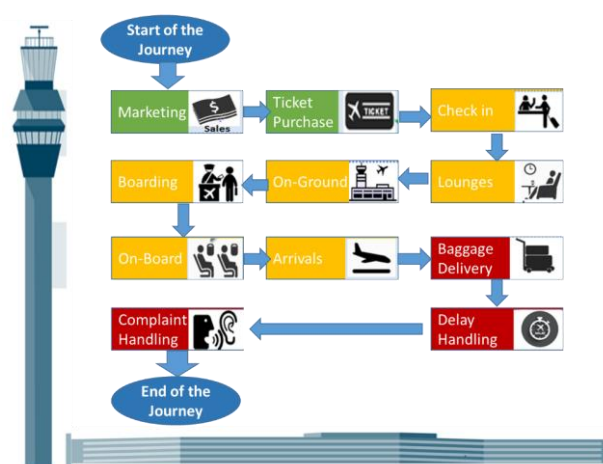 Start of the
Journey
Marketing
$
Sales
Ticket
Purchase
TICKET
Check in
Boarding
On-Ground
Lounges
On-Board
Arrivals
Baggage
Delivery
Complaint
Handling
Delay
Handling
End of the
Journey